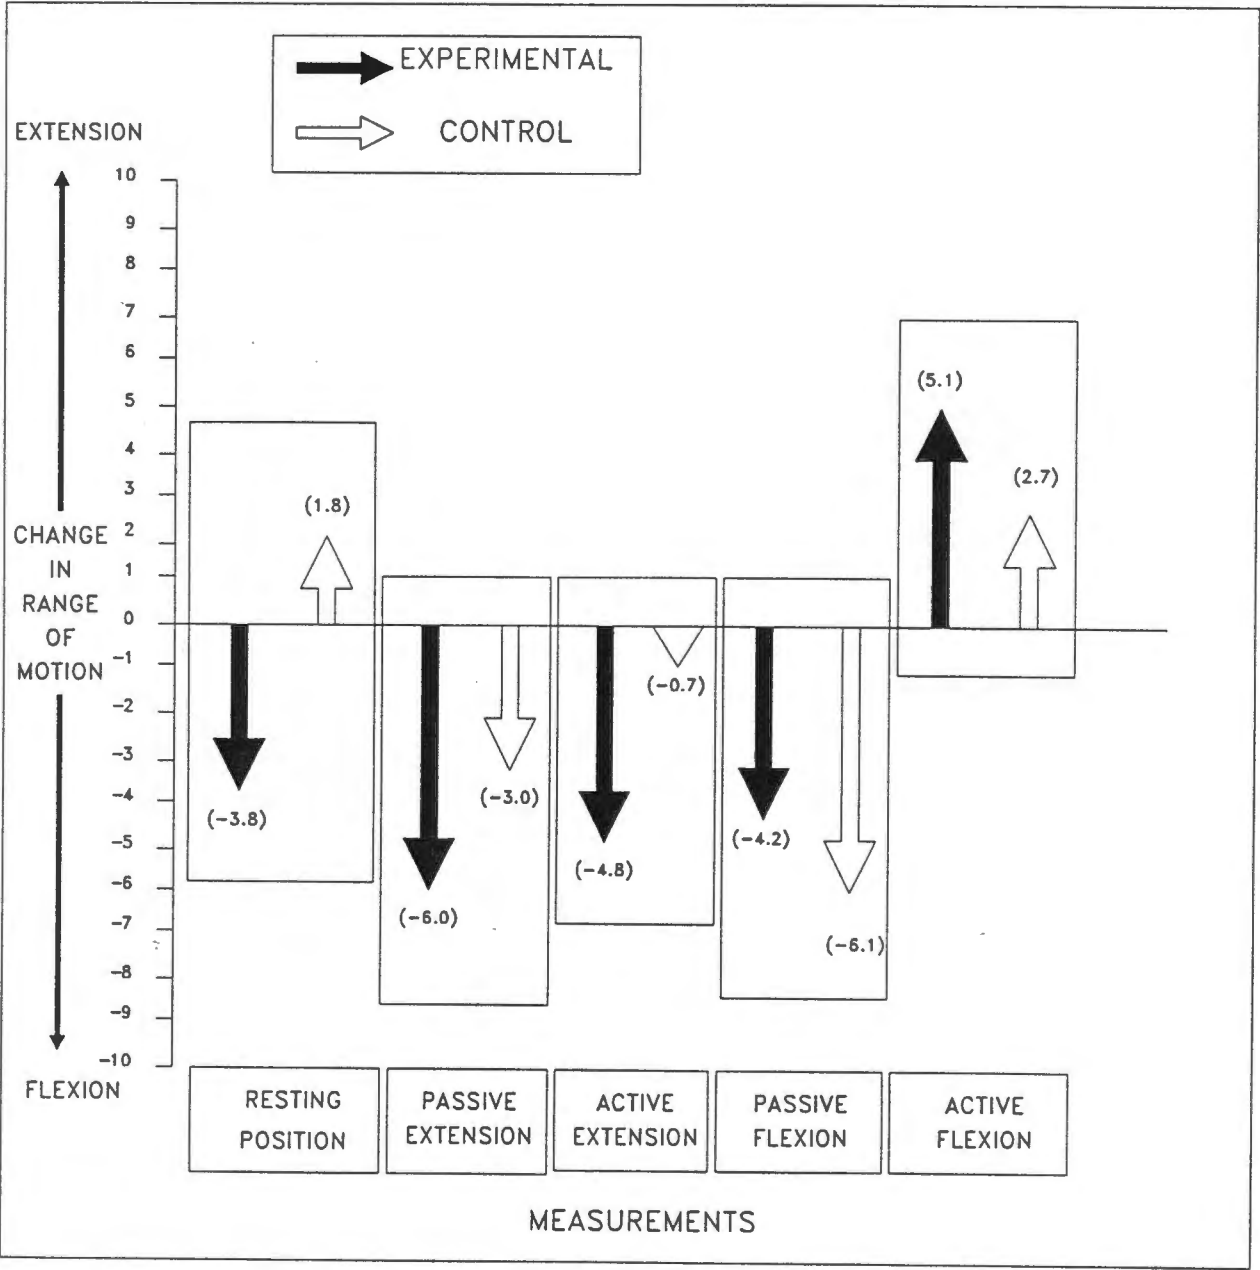 EXPERIMENTAL
CONTROL
EXTENSION
10
9
8
7
6
5
4
3
2
1
0
-1
-2
-3
-4
-5
-6
-7
-8
-9
-10
CHANGE
IN
RANGE
OF
MOTION
FLEXION
(-3.8)
(1.8)
(-6.0)
(-3.0)
(-4.8)
(-0.7)
(-4.2)
(-6.1)
(5.1)
(2.7)
RESTING
POSITION
PASSIVE
EXTENSION
ACTIVE
EXTENSION
PASSIVE
FLEXION
ACTIVE
FLEXION
MEASUREMENTS